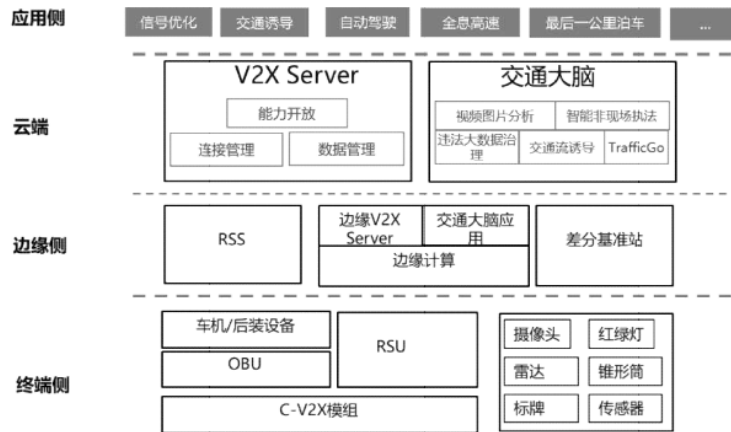 应用侧
信号优化
交通诱导
自动驾驶
全息高速
最后一公里泊车
...
云端
V2X Server
能力开放
连接管理
数据管理
交通大脑
视频图片分析
智能非现场执法
违法大数据治
理
交通流诱导
TrafficGo
边缘侧
RSS
边缘V2X
Server
交通大脑应
用
边缘计算
差分基准站
终端侧
车机/后装设备
OBU
RSU
C-V2X模组
摄像头
红绿灯
雷达
锥形筒
标牌
传感器